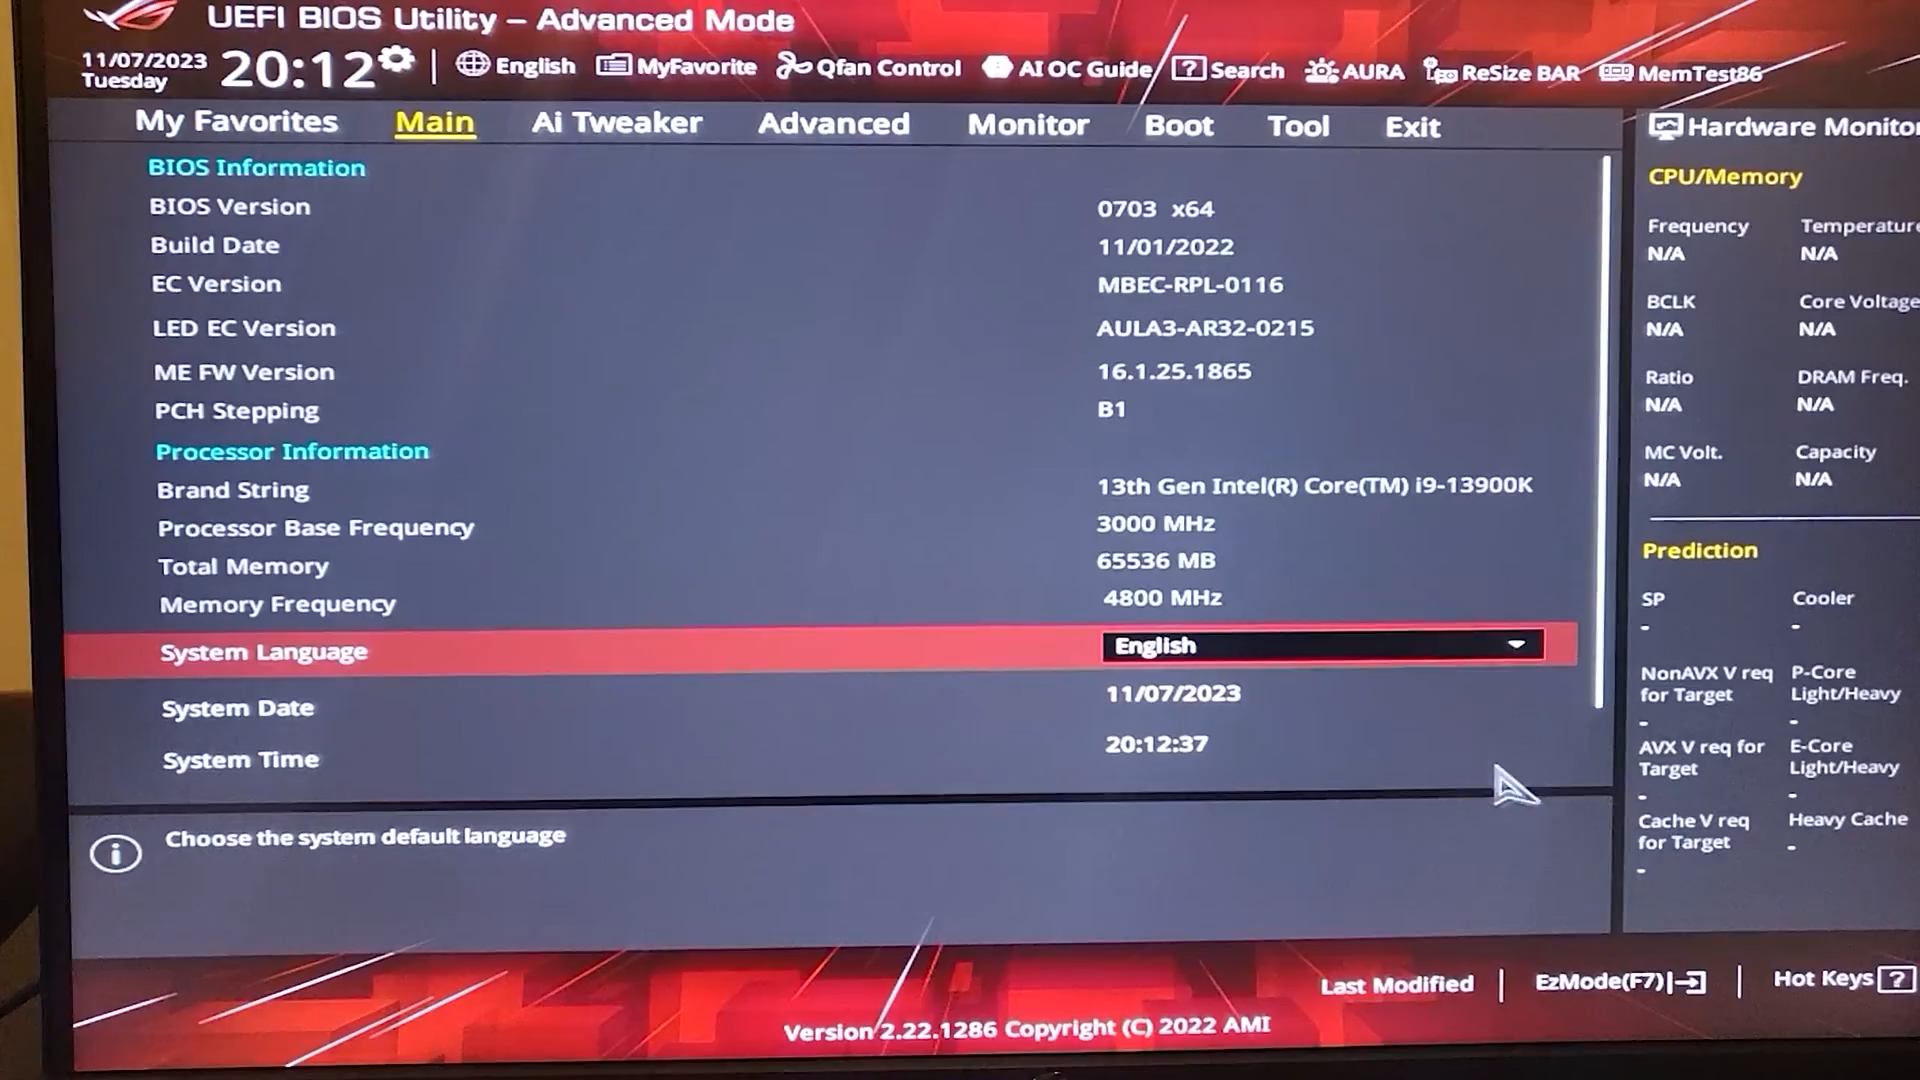 UEFI BIOS Utility – Advanced Mode
11/07/2023
Tuesday
20:12
English
MyFavorite
Qfan Control
AI OC Guide
? Search
AURA
ReSize BAR
MemTest86
My Favorites
Main
Ai Tweaker
Advanced
Monitor
Boot
Tool
Exit
BIOS Information
BIOS Version 0703 x64
Build Date 11/01/2022
EC Version MBEC-RPL-0116
LED EC Version AULA3-AR32-0215
ME FW Version 16.1.25.1865
PCH Stepping B1
Processor Information
Brand String 13th Gen Intel(R) Core(TM) i9-13900K
Processor Base Frequency 3000 MHz
Total Memory 65536 MB
Memory Frequency 4800 MHz
System Language English
System Date 11/07/2023
System Time 20:12:37
i Choose the system default language
Hardware Monitor
CPU/Memory
Frequency Temperature
N/A N/A
BCLK Core Voltage
N/A N/A
Ratio DRAM Freq.
N/A N/A
MC Volt. Capacity
N/A N/A
Prediction
SP Cooler
- -
NonAVX V req P-Core
for Target Light/Heavy
- -
AVX V req for E-Core
Target Light/Heavy
- -
Cache V req Heavy Cache
for Target -
-
Last Modified
EzMode(F7)
Hot Keys ?
Version 2.22.1286 Copyright (C) 2022 AMI